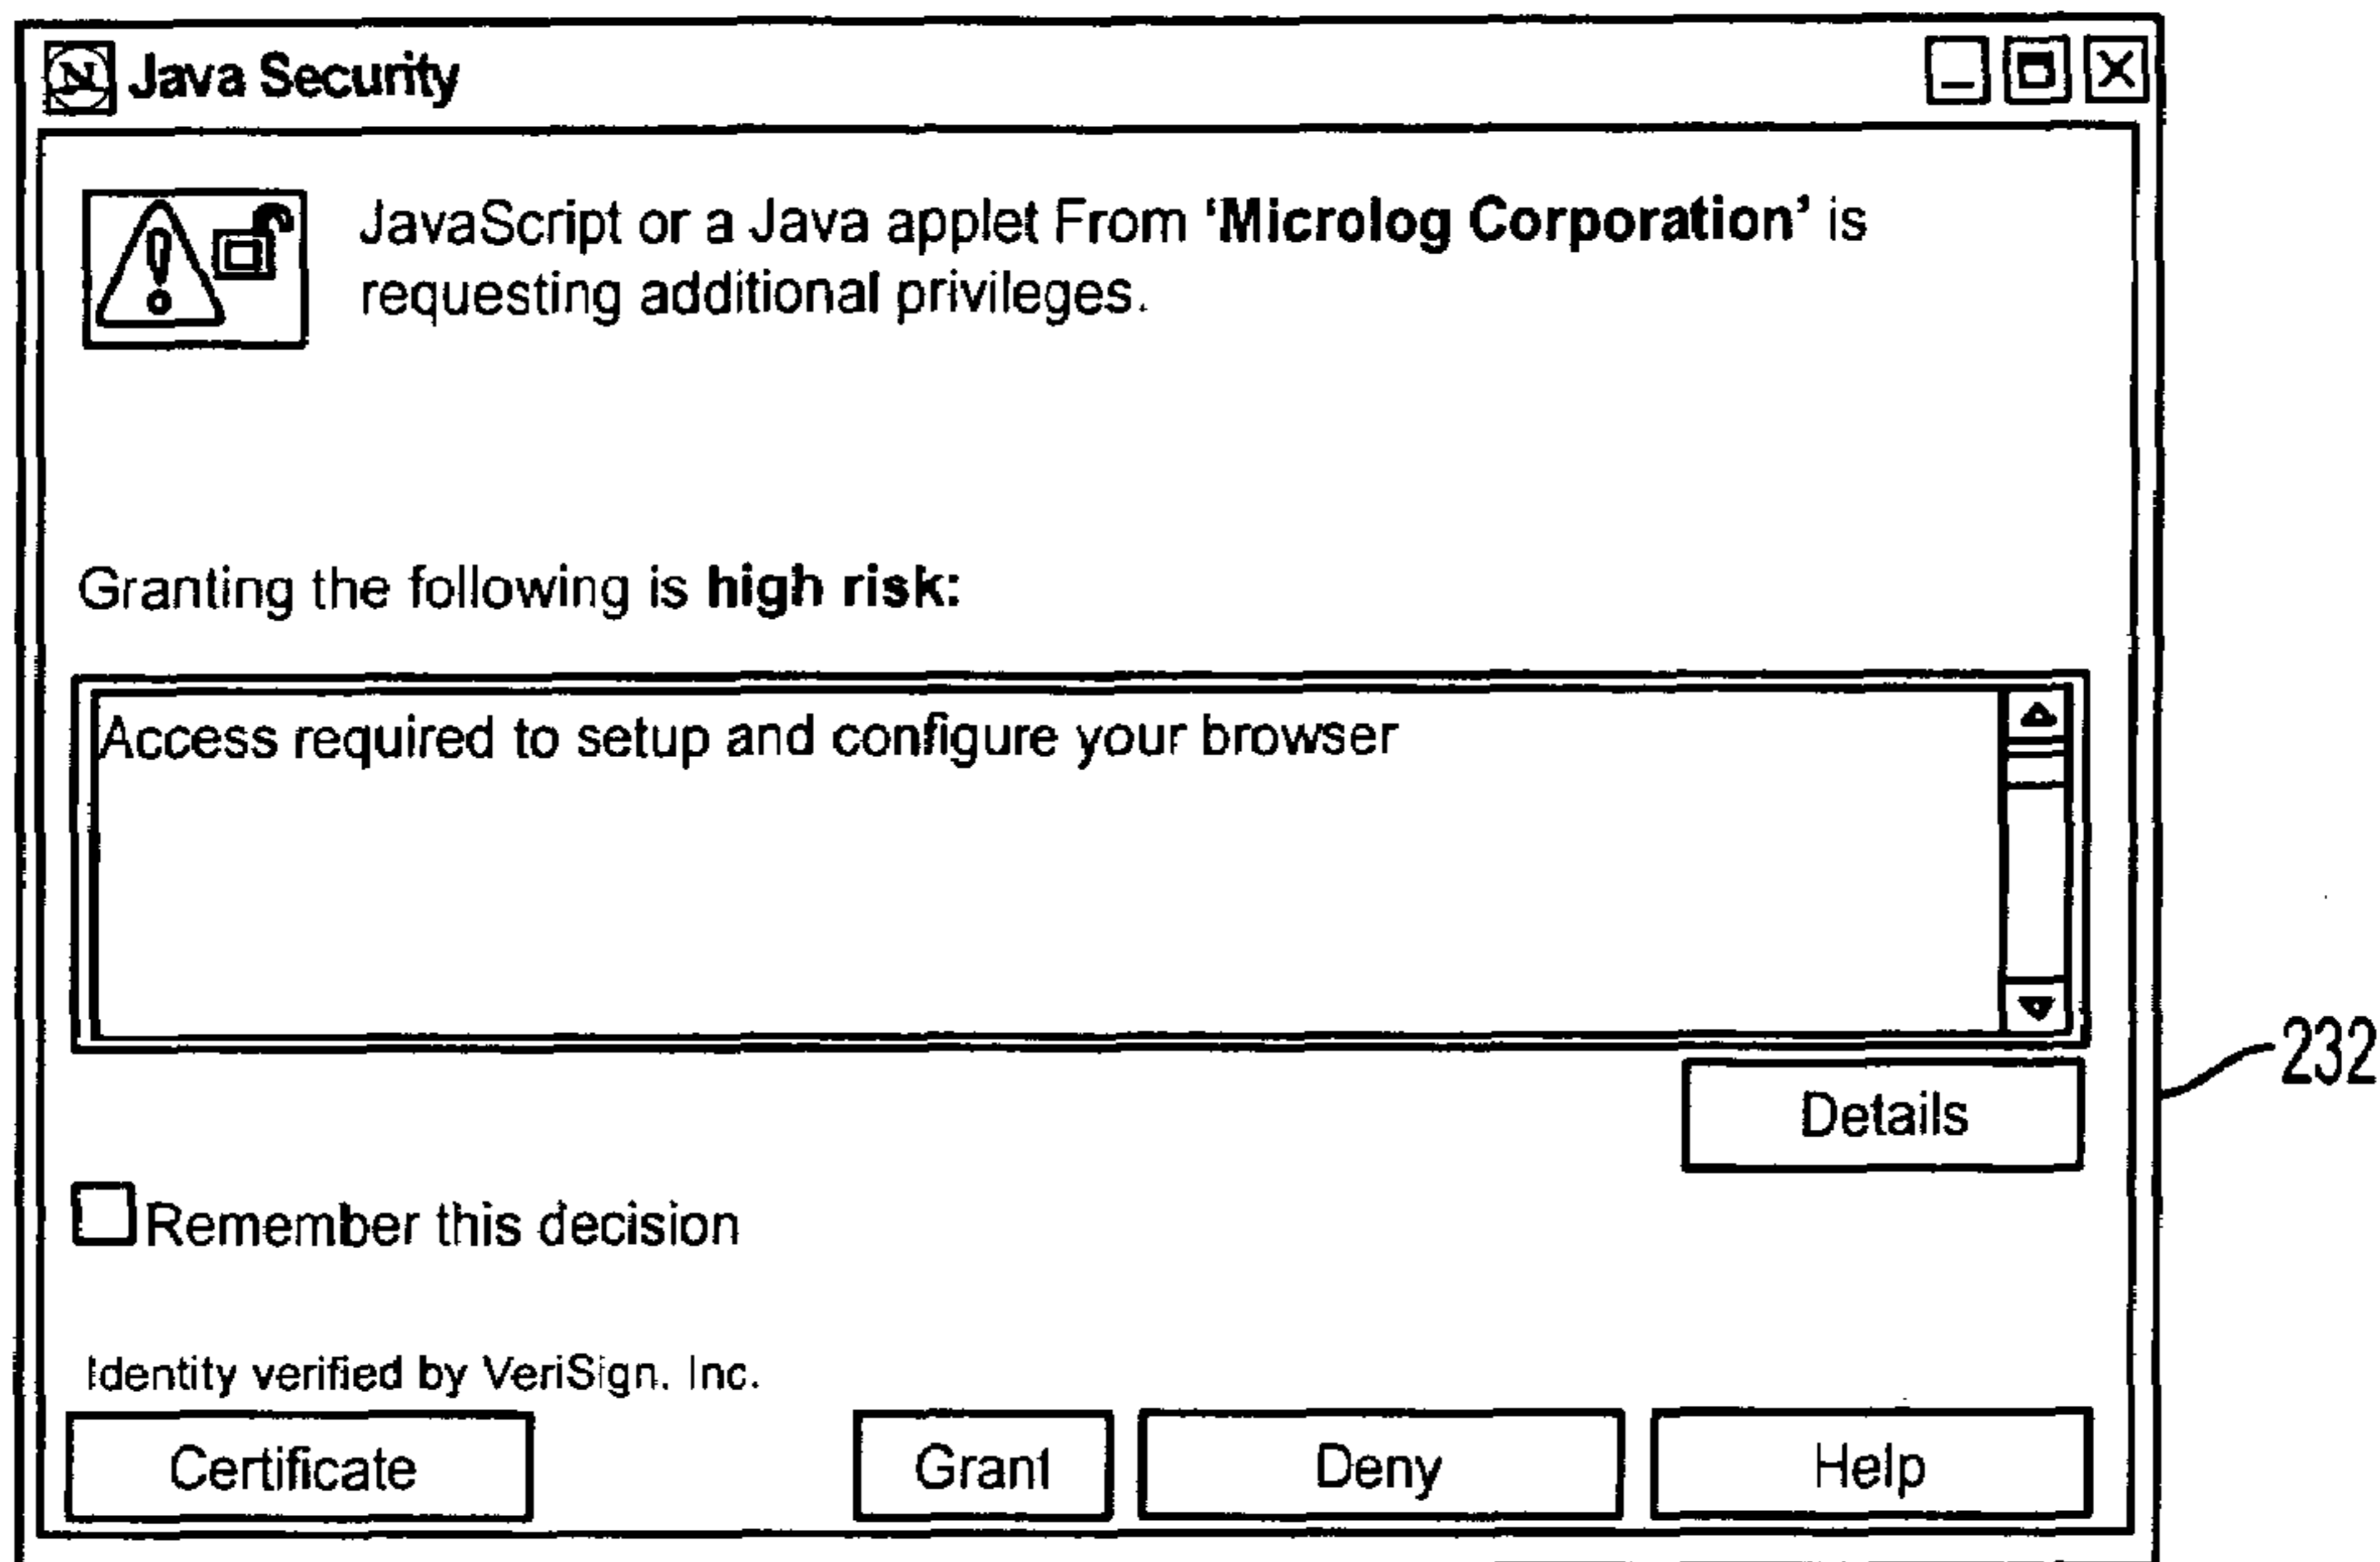 N Java Security
JavaScript or a Java applet From ‘Microlog Corporation’ is
requesting additional privileges.
Granting the following is high risk:
Access required to setup and configure your browser
232
Details
Remember this decision
Identity verified by VeriSign. Inc.
Certificate Grant Deny Help